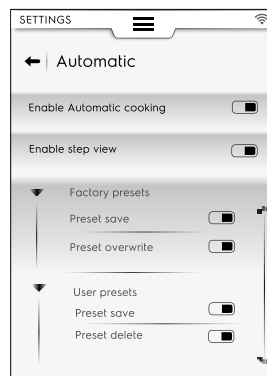 SETTINGS
Automatic
Enable Automatic cooking
Enable step view
Factory presets
Preset save
Preset overwrite
User presets
Preset save
Preset delete